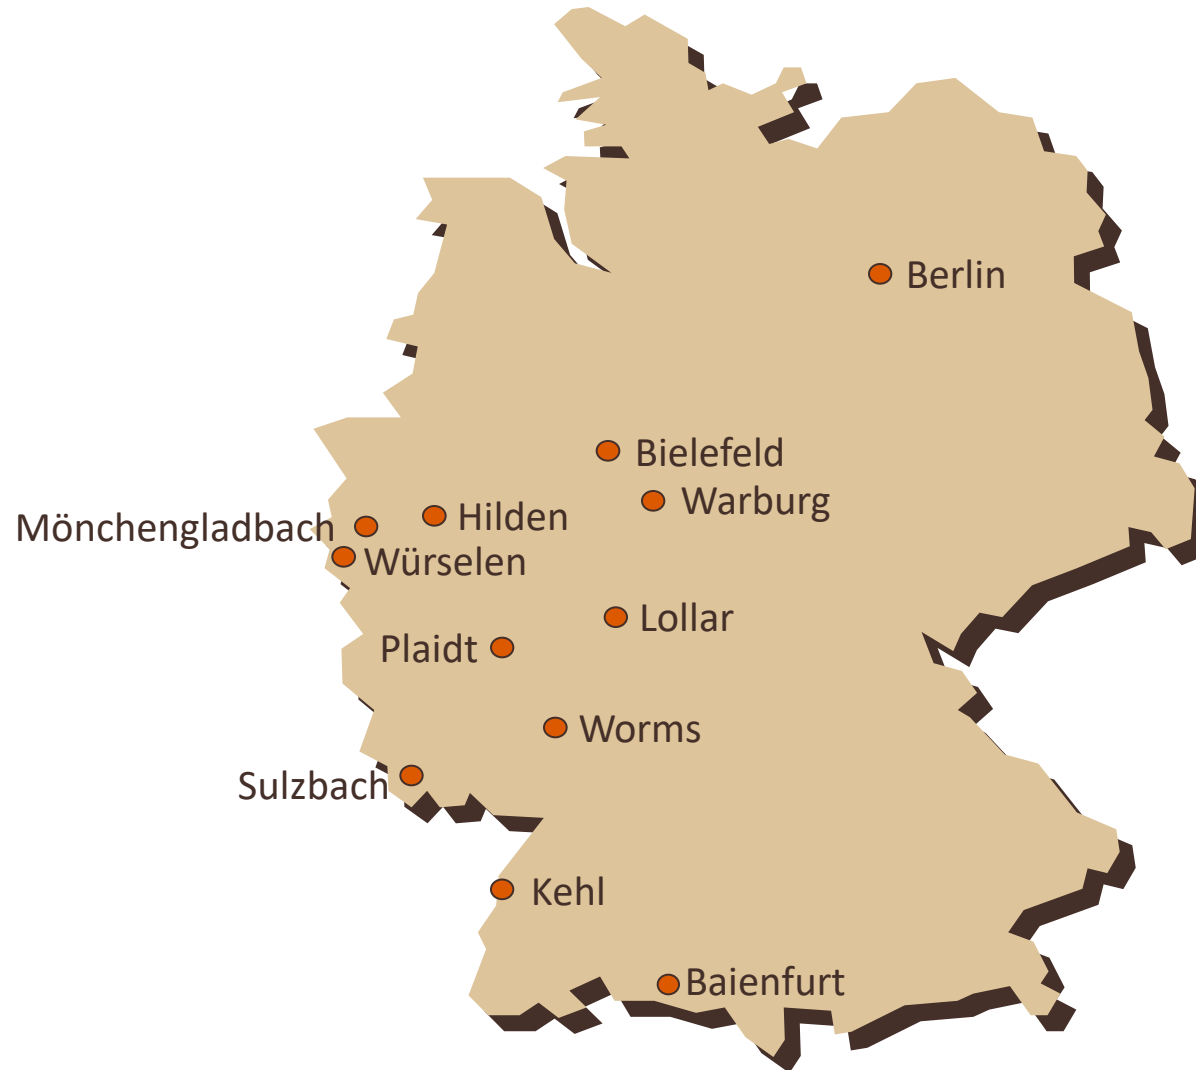 Berlin
Bielefeld
Warburg
Hilden
Mönchengladbach
Würselen
Lollar
Plaidt
Worms
Sulzbach
Kehl
Baienfurt